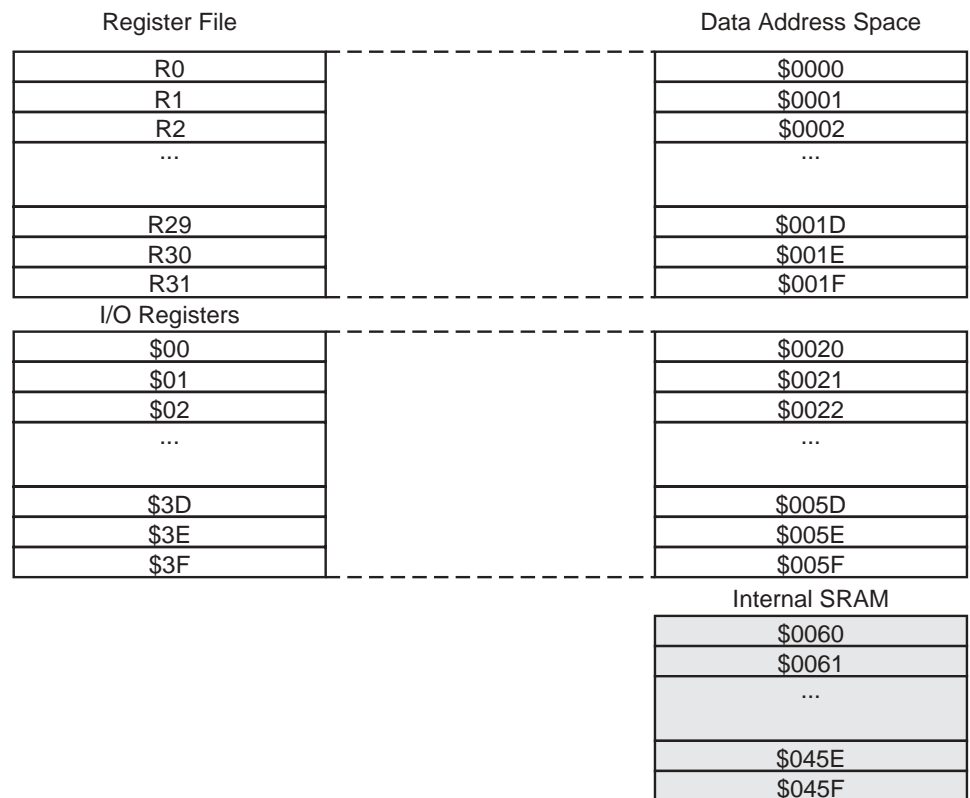 Register File Data Address Space
R0 $0000
R1 $0001
R2 $0002
... ...
R29 $001D
R30 $001E
R31 $001F
I/O Registers
$00 $0020
$01 $0021
$02 $0022
... ...
$3D $005D
$3E $005E
$3F $005F
Internal SRAM
$0060
$0061
...
$045E
$045F